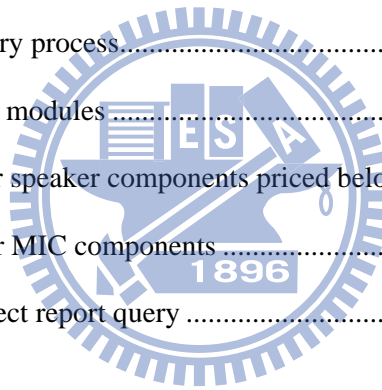 ry process....................................
modules ....................................
speaker components priced belo
E S A
r MIC components ........................
1896
ect report query ............................